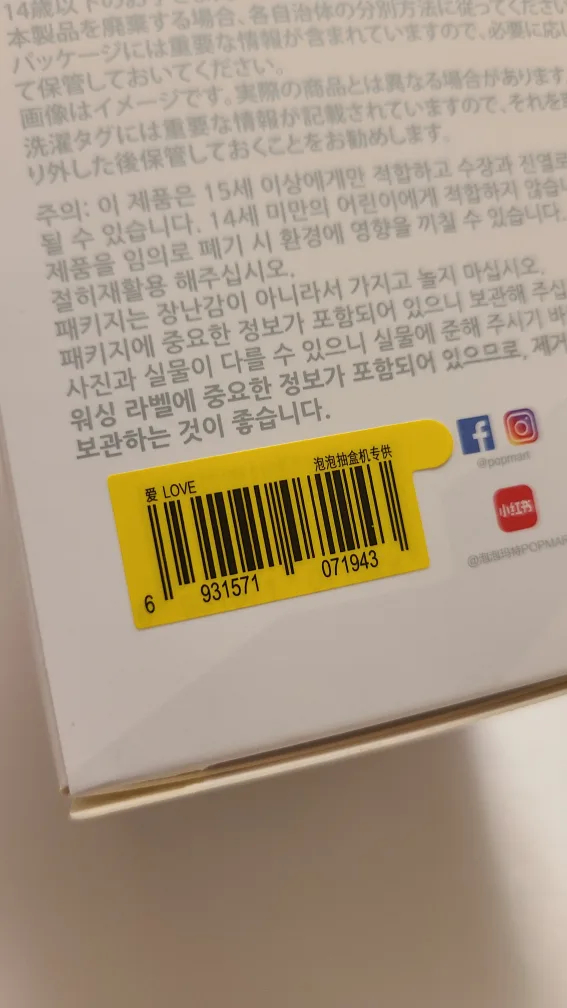 14歳以下のお子さま
本製品を廃棄する場合、各自治体の分別方法に従ってください
パッケージには重要な情報が含まれていますので、必要に応じ
て保管しておいてください。
画像はイメージです。実際の商品とは異なる場合があります
洗濯タグには重要な情報が記載されていますので、それを
り外した後保管しておくことをお勧めします。
주의: 이 제품은 15세 이상에게만 적합하고 수장과 진열로
될 수 있습니다. 14세 미만의 어린이에게 적합하지 않습니
제품을 임의로 폐기 시 환경에 영향을 끼칠 수 있습니다.
절히재활용 해주십시오.
패키지는 장난감이 아니라서 가지고 놀지 마십시오.
패키지에 중요한 정보가 포함되어 있으니 보관해 주십
사진과 실물이 다를 수 있으니 실물에 준해 주시기 바
워싱 라벨에 중요한 정보가 포함되어 있으므로, 제거
보관하는 것이 좋습니다.
爱 LOVE 泡泡抽盒机专供
6 931571 071943
@popmart
小红书
@泡泡玛特POPMAR